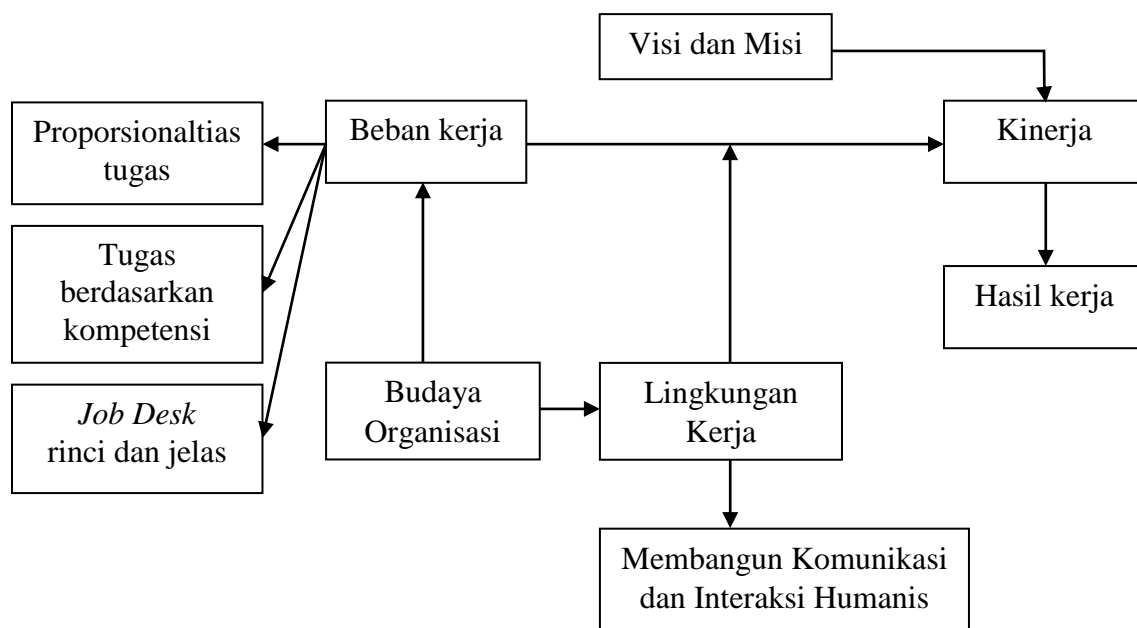 Visi dan Misi
Proporsionaltias
tugas
Beban kerja
Kinerja
Tugas
berdasarkan
kompetensi
Hasil kerja
Job Desk
rinci dan jelas
Budaya
Organisasi
Lingkungan
Kerja
Membangun Komunikasi
dan Interaksi Humanis